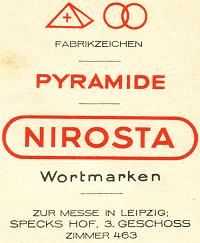 FABRIKZEICHEN
PYRAMIDE
NIROSTA
Wortmarken
ZUR MESSE IN LEIPZIG;
SPECKS HOF, 3. GESCHOSS
ZIMMER 463